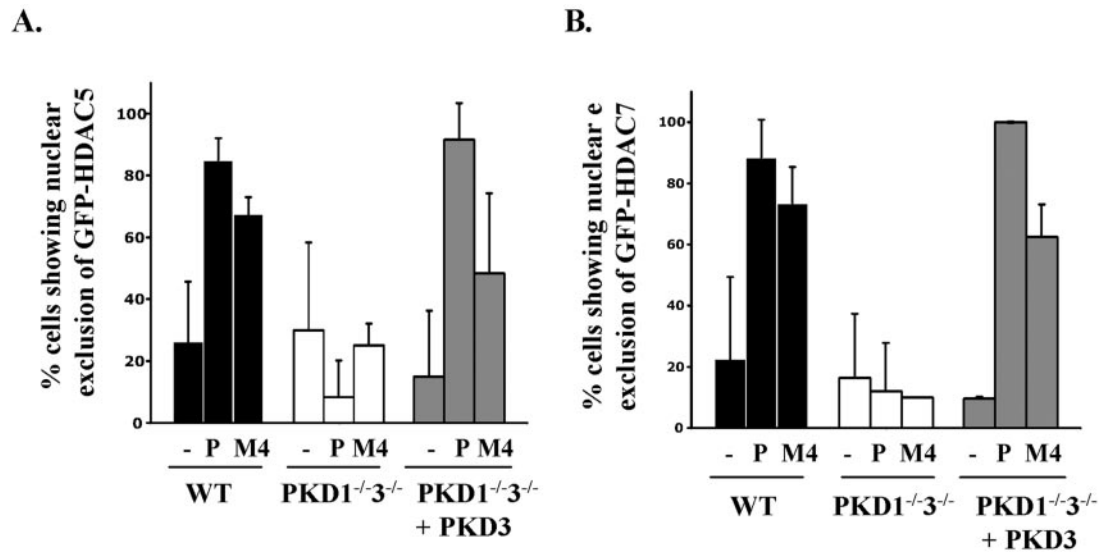 A.
% cells showing nuclear
exclusion of GFP-HDAC5
100
80
60
40
20
0
- P M4
- P M4
- P M4
WT
PKD1-/-3-/-
PKD1-/-3-/-
+ PKD3
B.
% cells showing nuclear e
exclusion of GFP-HDAC7
100
80
60
40
20
0
- P M4
- P M4
- P M4
WT
PKD1-/-3-/-
PKD1-/-3-/-
+ PKD3